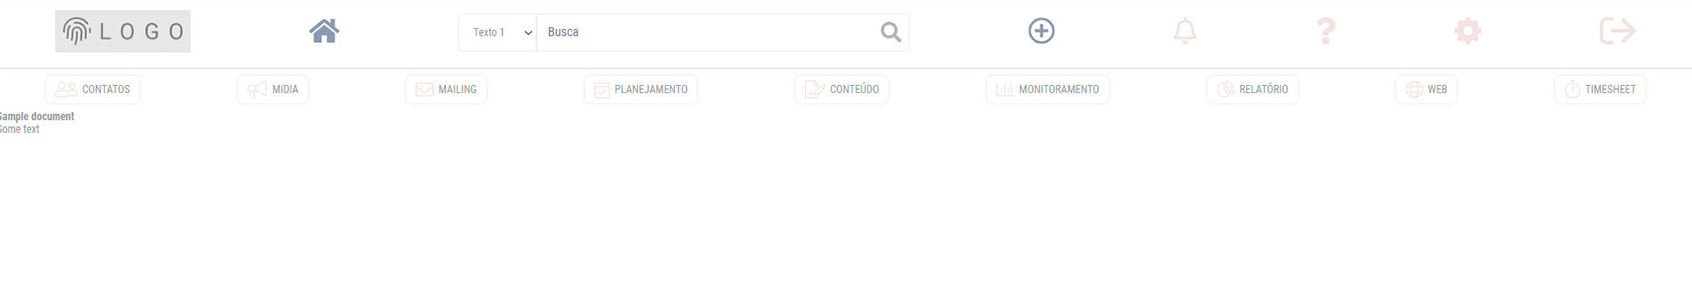 LOGO
Texto 1
Busca
CONTATOS
MIDIA
MAILING
PLANEJAMENTO
CONTEÚDO
MONITORAMENTO
RELATÓRIO
WEB
TIMESHEET
Sample document
Some text